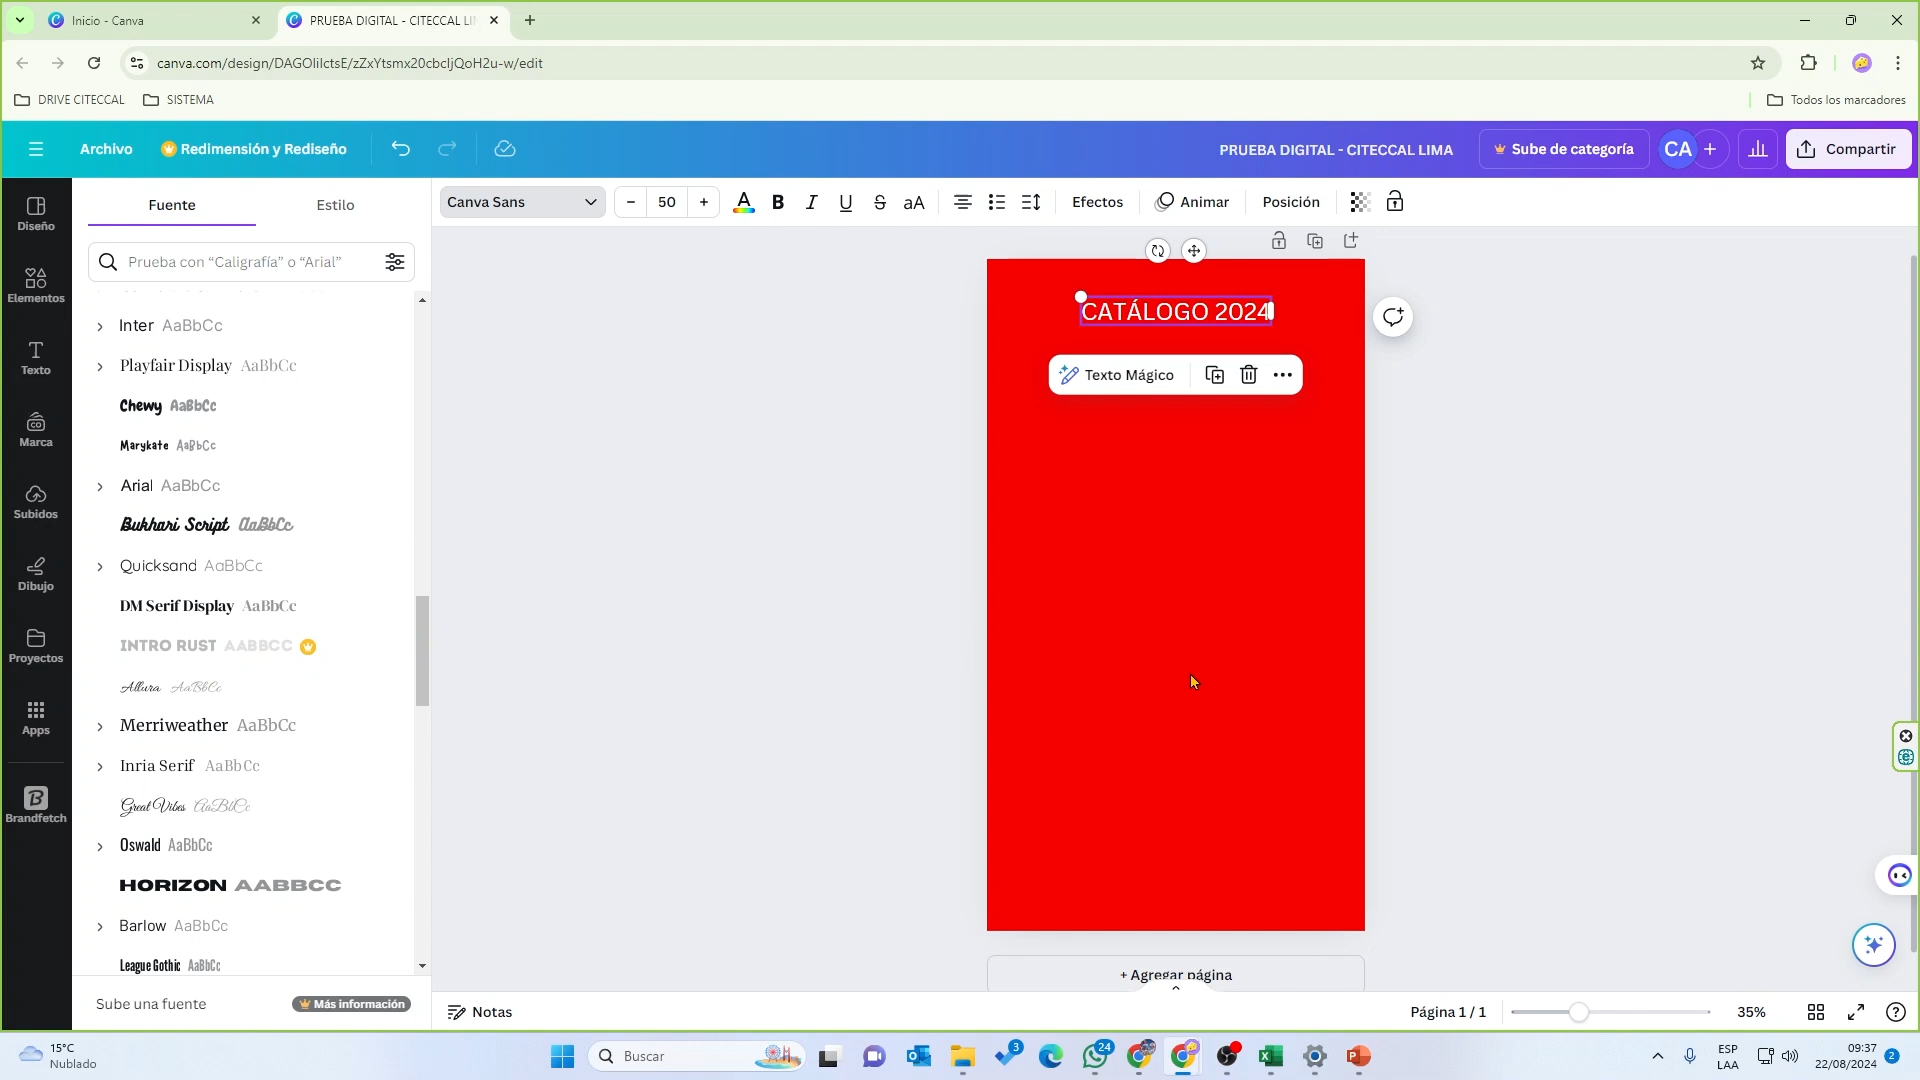 Inicio - Canva
PRUEBA DIGITAL - CITECCAL LI
canva.com/design/DAGOliIctsE/zZxYtsmx20cbcIjQoH2u-w/edit
DRIVE CITECCAL
SISTEMA
Todos los marcadores
Archivo
Redimensión y Rediseño
PRUEBA DIGITAL - CITECCAL LIMA
Sube de categoría
CA
Compartir
Diseño
Elementos
Texto
Marca
Subidos
Dibujo
Proyectos
Apps
Brandfetch
Fuente
Estilo
Prueba con “Caligrafía” o “Arial”
Inter AaBbCc
Playfair Display AaBbCc
Chewy AaBbCc
Marykate AaBbCc
Arial AaBbCc
Bukhari Script AaBbCc
Quicksand AaBbCc
DM Serif Display AaBbCc
INTRO RUST AABBCC
Allura AaBbCc
Merriweather AaBbCc
Inria Serif AaBbCc
Great Vibes AaBbCc
Oswald AaBbCc
HORIZON AABBCC
Barlow AaBbCc
League Gothic AaBbCc
Sube una fuente
Más información
Canva Sans
– 50 +
A B I U S aA
Efectos
Animar
Posición
CATÁLOGO 2024
Texto Mágico
+ Agregar página
Notas
Página 1 / 1
35%
15°C
Nublado
Buscar
3
24
ESP
LAA
09:37
22/08/2024
2